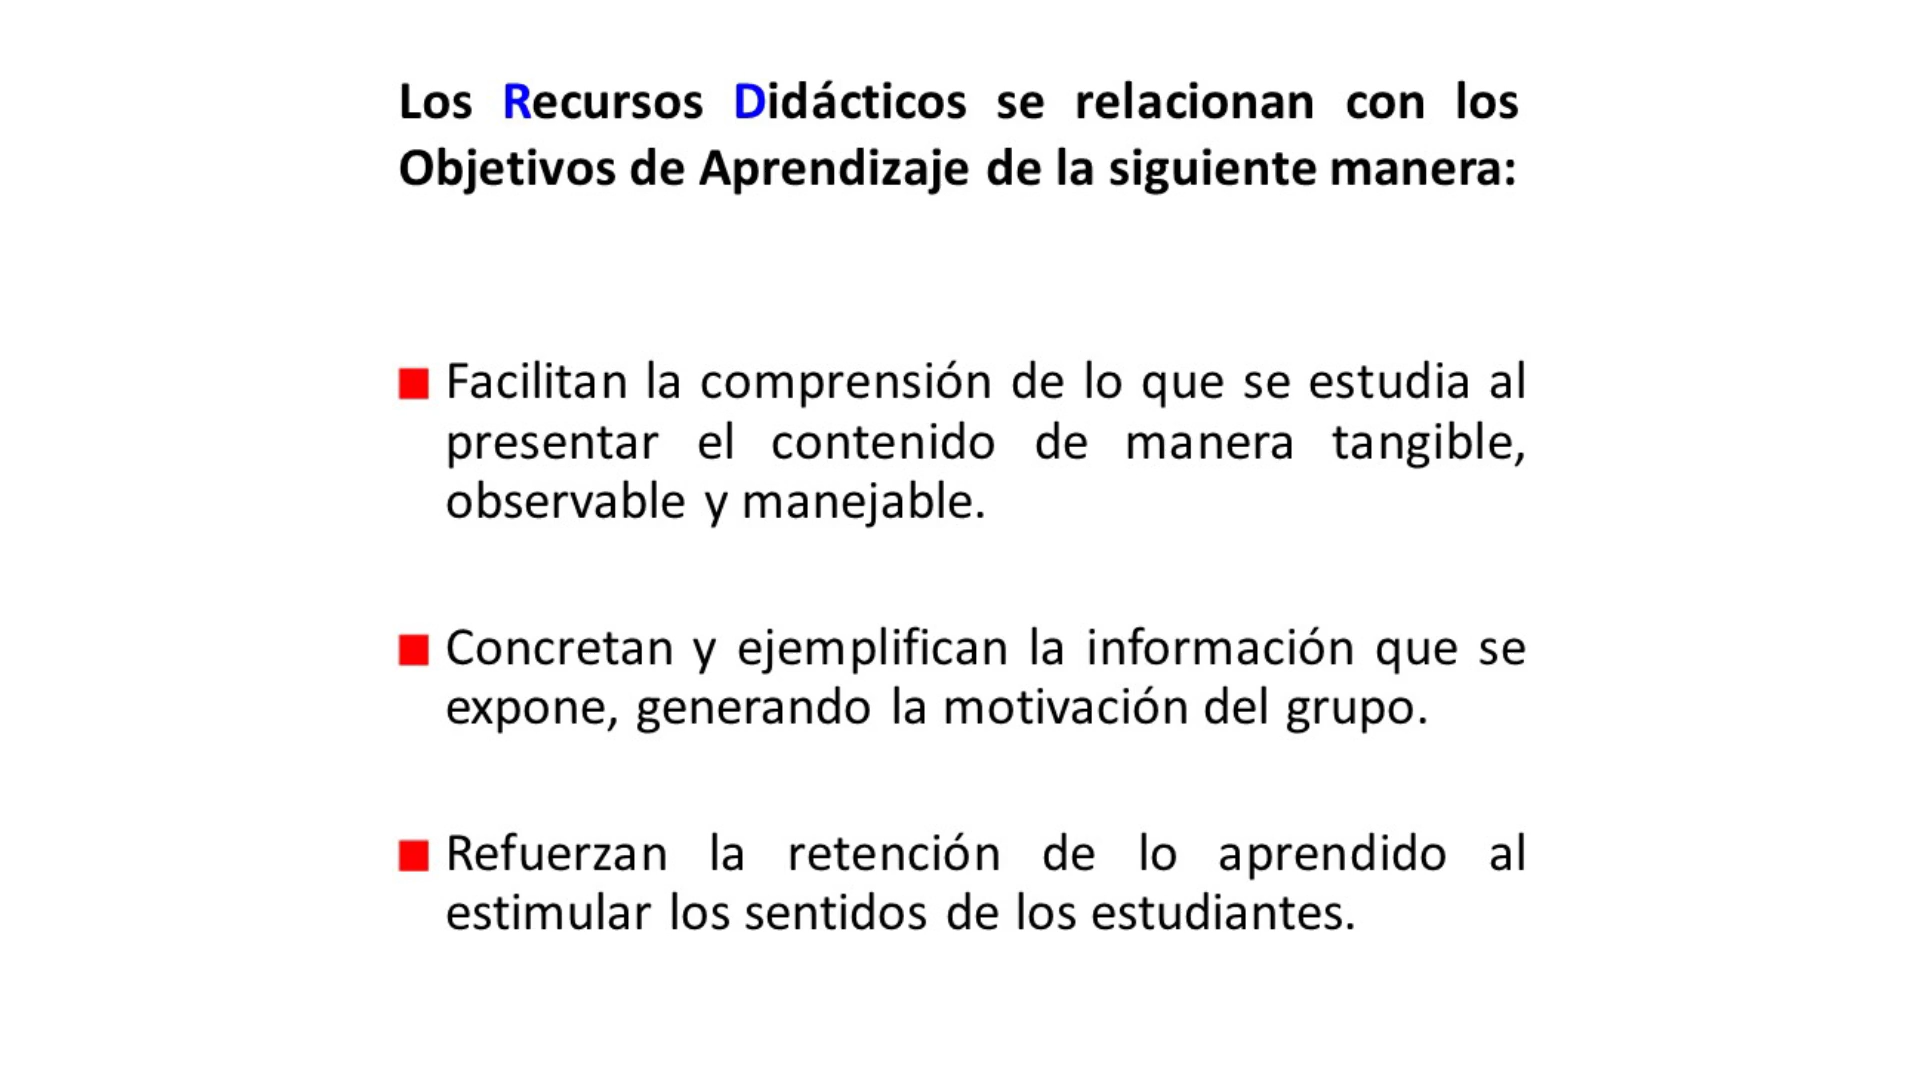 Los Recursos Didácticos se relacionan con los
Objetivos de Aprendizaje de la siguiente manera:
Facilitan la comprensión de lo que se estudia al
presentar el contenido de manera tangible,
observable y manejable.
Concretan y ejemplifican la información que se
expone, generando la motivación del grupo.
Refuerzan la retención de lo aprendido al
estimular los sentidos de los estudiantes.